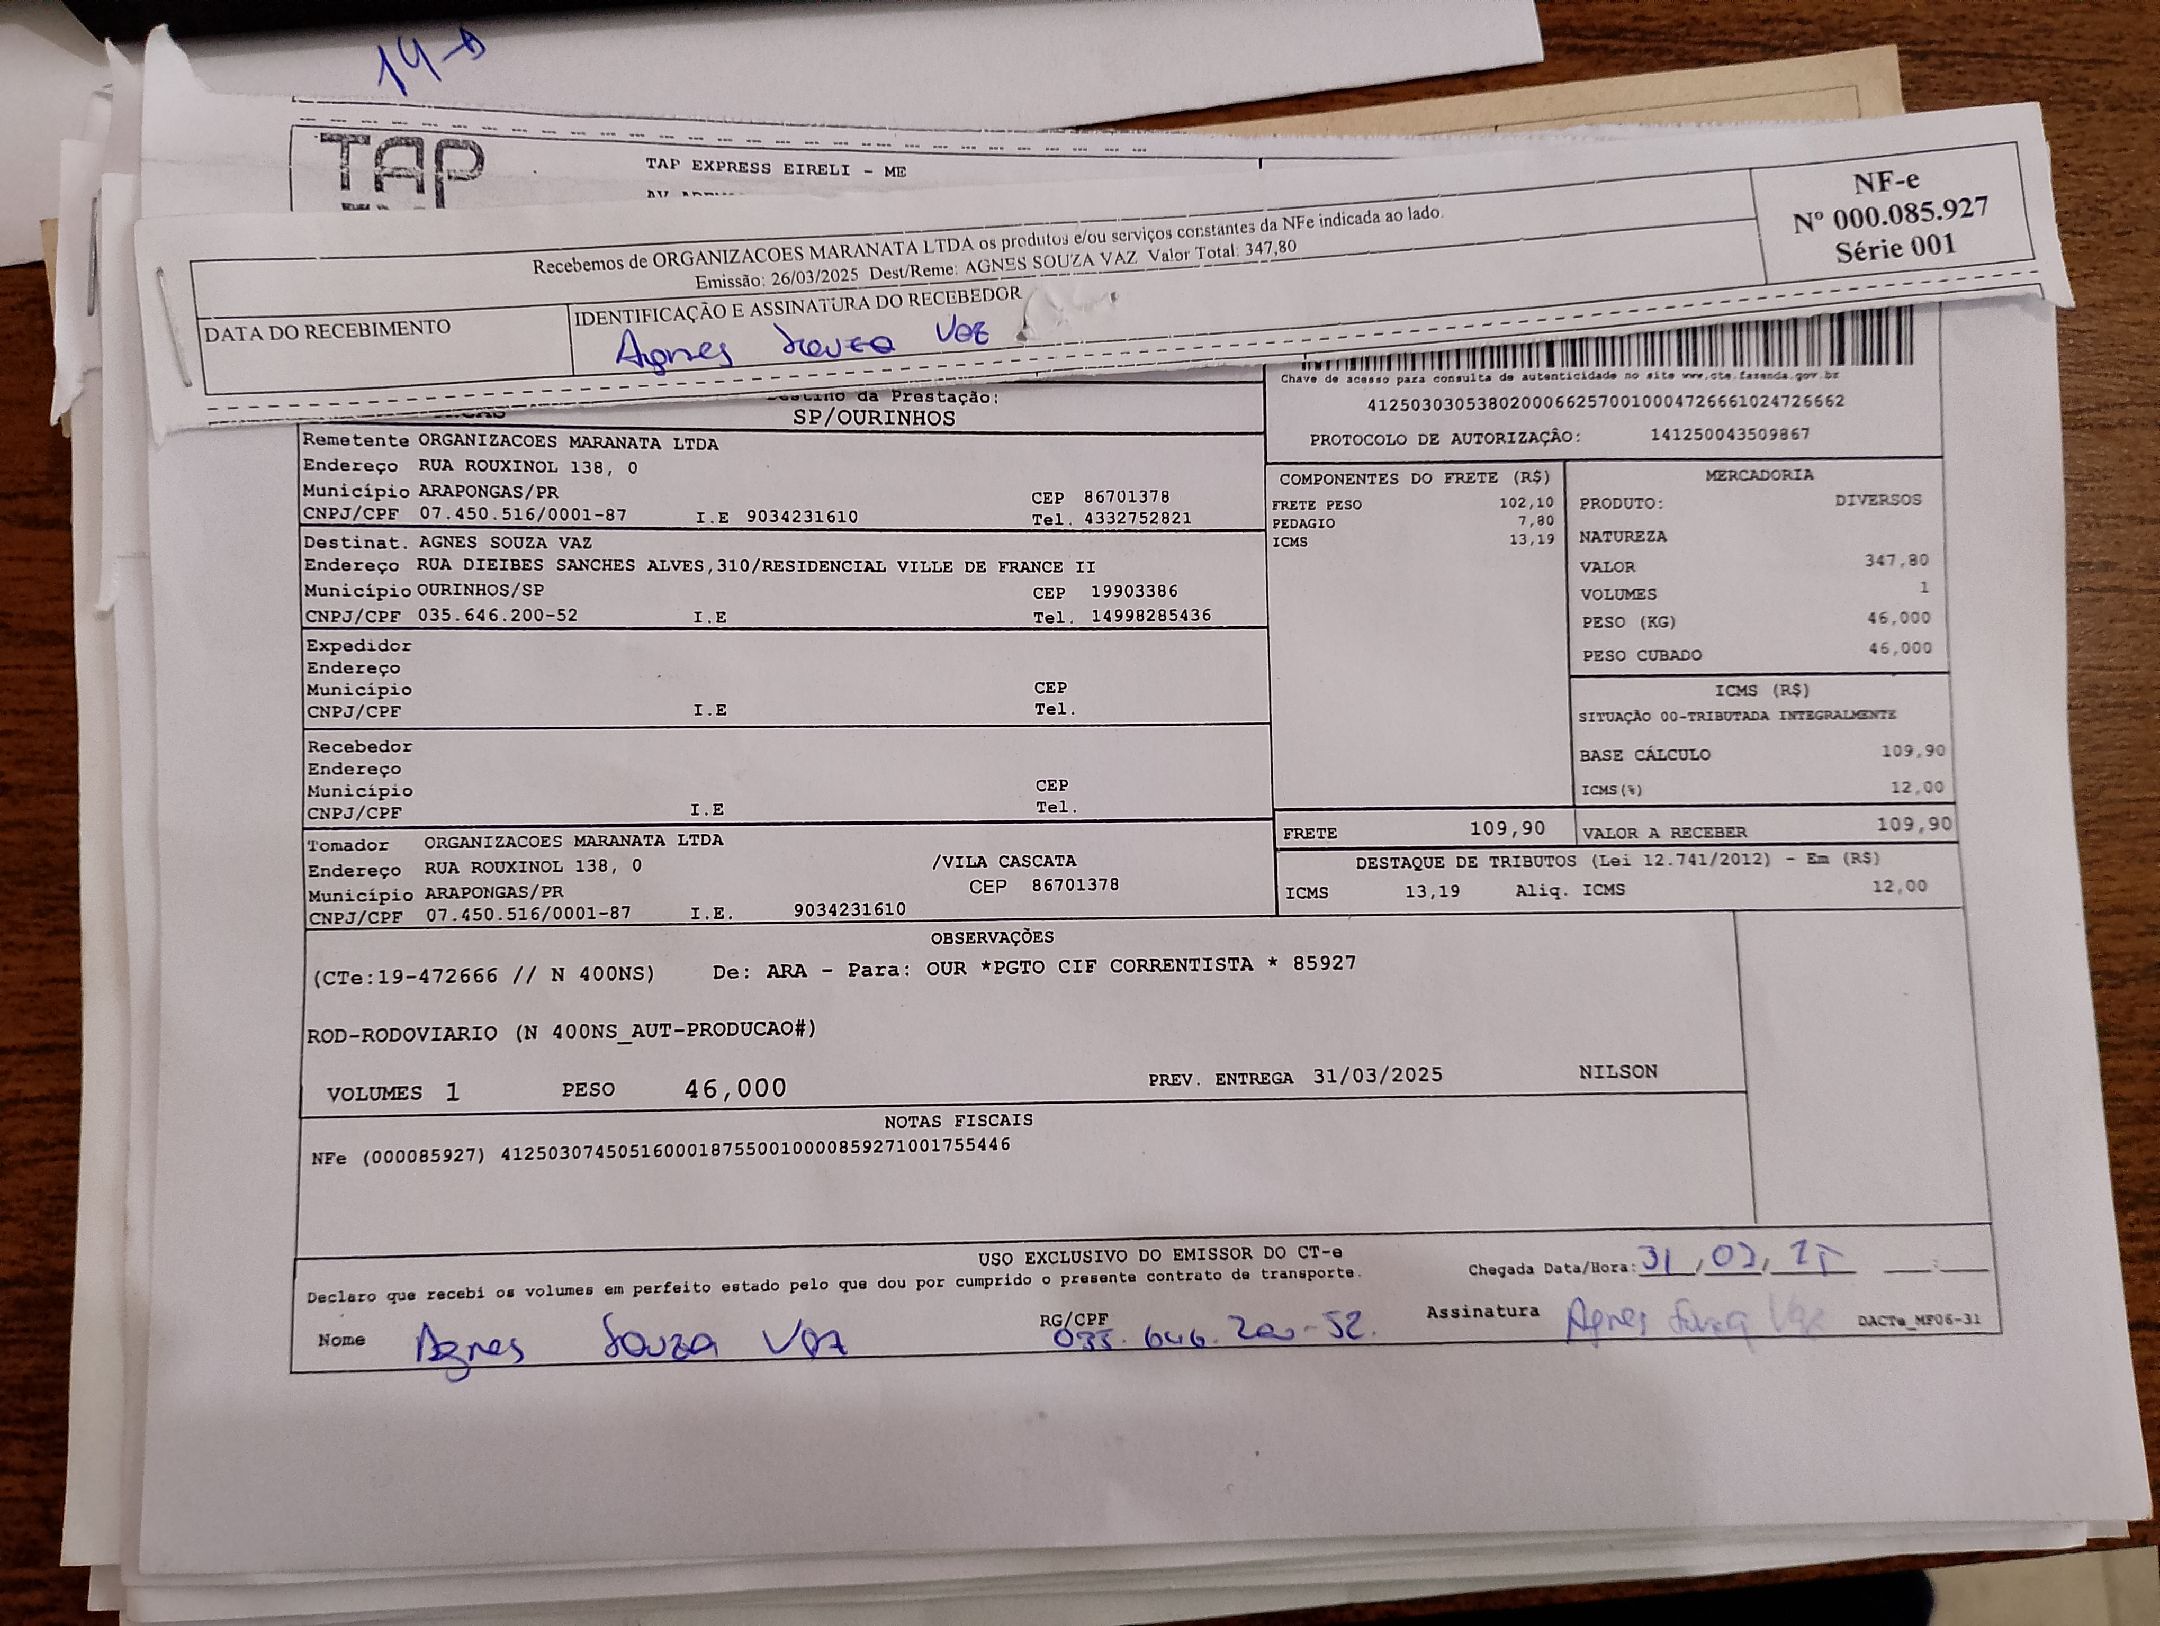 14-D
TAP
TAP EXPRESS EIRELI - ME
Recebemos de ORGANIZACOES MARANATA LTDA os produtos e/ou serviços constantes da NFe indicada ao lado.
Emissão: 26/03/2025 Dest/Reme: AGNES SOUZA VAZ Valor Total: 347,80
NF-e
Nº 000.085.927
Série 001
DATA DO RECEBIMENTO
IDENTIFICAÇÃO E ASSINATURA DO RECEBEDOR
Agnes Souza Vaz
Destino da Prestação:
SP/OURINHOS
Chave de acesso para consulta de autenticidade no site www.cte.fazenda.gov.br
41250303053802000662570010004726661024726662
PROTOCOLO DE AUTORIZAÇÃO: 141250043509867
Remetente ORGANIZACOES MARANATA LTDA
Endereço RUA ROUXINOL 138, 0
Município ARAPONGAS/PR CEP 86701378
CNPJ/CPF 07.450.516/0001-87 I.E 9034231610 Tel. 4332752821
Destinat. AGNES SOUZA VAZ
Endereço RUA DIEIBES SANCHES ALVES,310/RESIDENCIAL VILLE DE FRANCE II
Município OURINHOS/SP CEP 19903386
CNPJ/CPF 035.646.200-52 I.E Tel. 14998285436
Expedidor
Endereço
Município CEP
CNPJ/CPF I.E Tel.
Recebedor
Endereço
Município CEP
CNPJ/CPF I.E Tel.
Tomador ORGANIZACOES MARANATA LTDA
Endereço RUA ROUXINOL 138, 0 /VILA CASCATA
Município ARAPONGAS/PR CEP 86701378
CNPJ/CPF 07.450.516/0001-87 I.E. 9034231610
COMPONENTES DO FRETE (R$)
FRETE PESO 102,10
PEDAGIO 7,80
ICMS 13,19
MERCADORIA
PRODUTO: DIVERSOS
NATUREZA
VALOR 347,80
VOLUMES 1
PESO (KG) 46,000
PESO CUBADO 46,000
ICMS (R$)
SITUAÇÃO 00-TRIBUTADA INTEGRALMENTE
BASE CÁLCULO 109,90
ICMS(%) 12,00
FRETE 109,90 VALOR A RECEBER 109,90
DESTAQUE DE TRIBUTOS (Lei 12.741/2012) - Em (R$)
ICMS 13,19 Aliq. ICMS 12,00
OBSERVAÇÕES
(CTe:19-472666 // N 400NS) De: ARA - Para: OUR *PGTO CIF CORRENTISTA * 85927
ROD-RODOVIARIO (N 400NS_AUT-PRODUCAO#)
VOLUMES 1 PESO 46,000 PREV. ENTREGA 31/03/2025 NILSON
NOTAS FISCAIS
NFe (000085927) 41250307450516000187550010000859271001755446
USO EXCLUSIVO DO EMISSOR DO CT-e
Declaro que recebi os volumes em perfeito estado pelo que dou por cumprido o presente contrato de transporte.
Chegada Data/Hora: 31/03/25 __:__
Nome Agnes Souza Vaz RG/CPF 035.646.200-52. Assinatura Agnes Souza Vaz DACTe_MF06-31